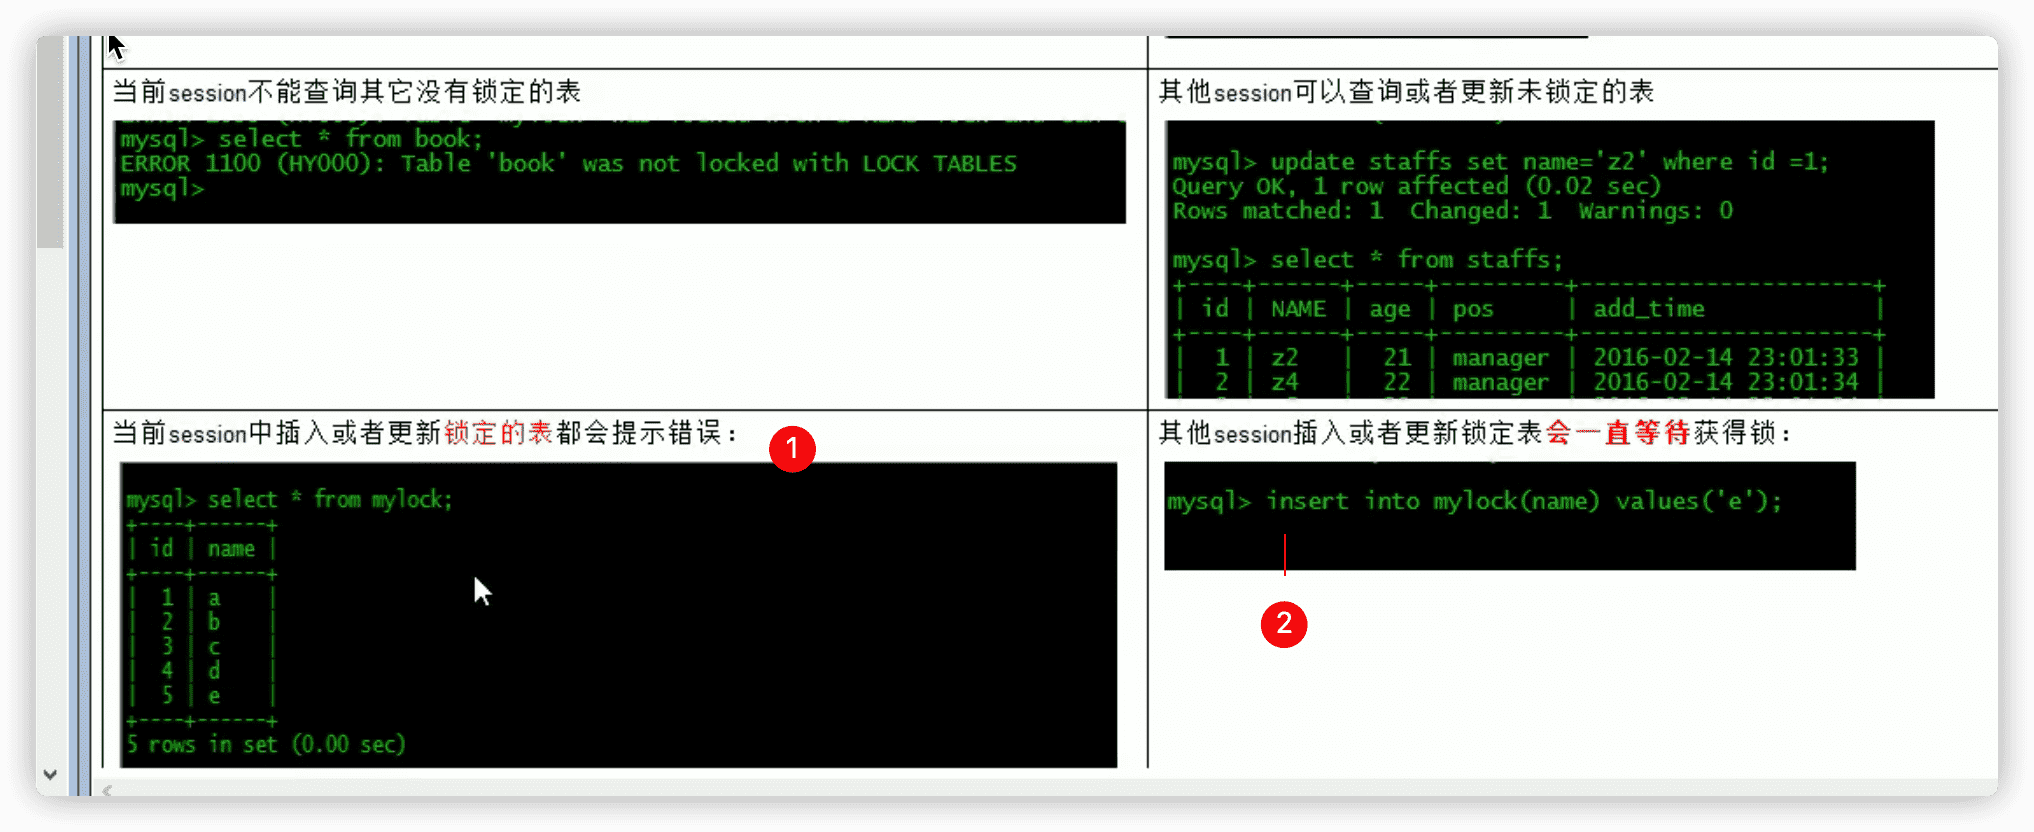 当前session不能查询其它没有锁定的表
mysql> select * from book;
ERROR 1100 (HY000): Table 'book' was not locked with LOCK TABLES
mysql>
其他session可以查询或者更新未锁定的表
mysql> update staffs set name='z2' where id =1;
Query OK, 1 row affected (0.02 sec)
Rows matched: 1  Changed: 1  Warnings: 0
mysql> select * from staffs;
+----+------+-----+---------+---------------------+
| id | NAME | age | pos     | add_time            |
+----+------+-----+---------+---------------------+
|  1 | z2   |  21 | manager | 2016-02-14 23:01:33 |
|  2 | z4   |  22 | manager | 2016-02-14 23:01:34 |
当前session中插入或者更新锁定的表都会提示错误：
1
mysql> select * from mylock;
+----+------+
| id | name |
+----+------+
|  1 | a    |
|  2 | b    |
|  3 | c    |
|  4 | d    |
|  5 | e    |
+----+------+
5 rows in set (0.00 sec)
其他session插入或者更新锁定表会一直等待获得锁：
mysql> insert into mylock(name) values('e');
2